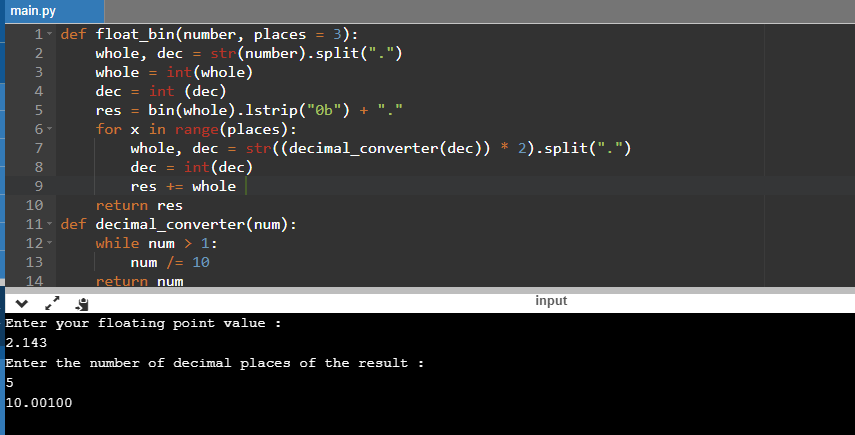 main.py
1 def float_bin(number, places = 3):
2     whole, dec = str(number).split(".")
3     whole = int(whole)
4     dec = int (dec)
5     res = bin(whole).lstrip("0b") + "."
6     for x in range(places):
7         whole, dec = str((decimal_converter(dec)) * 2).split(".")
8         dec = int(dec)
9         res += whole
10     return res
11 def decimal_converter(num):
12     while num > 1:
13         num /= 10
14     return num
input
Enter your floating point value :
2.143
Enter the number of decimal places of the result :
5
10.00100